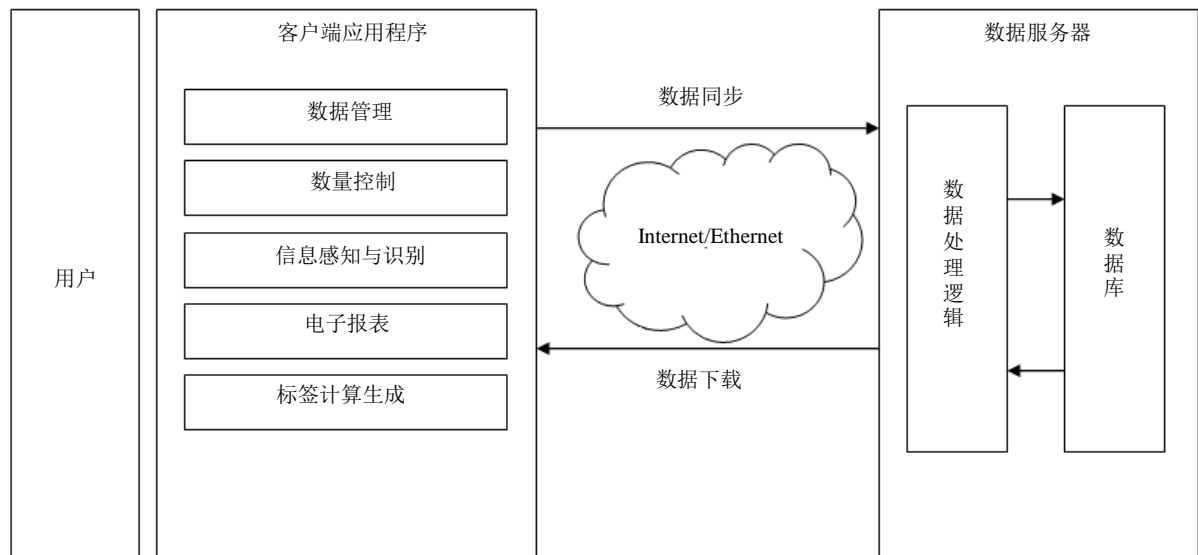 用户
客户端应用程序
数据管理
数量控制
信息感知与识别
电子报表
标签计算生成
数据同步
Internet/Ethernet
数据下载
数据服务器
数据处理逻辑
数据库